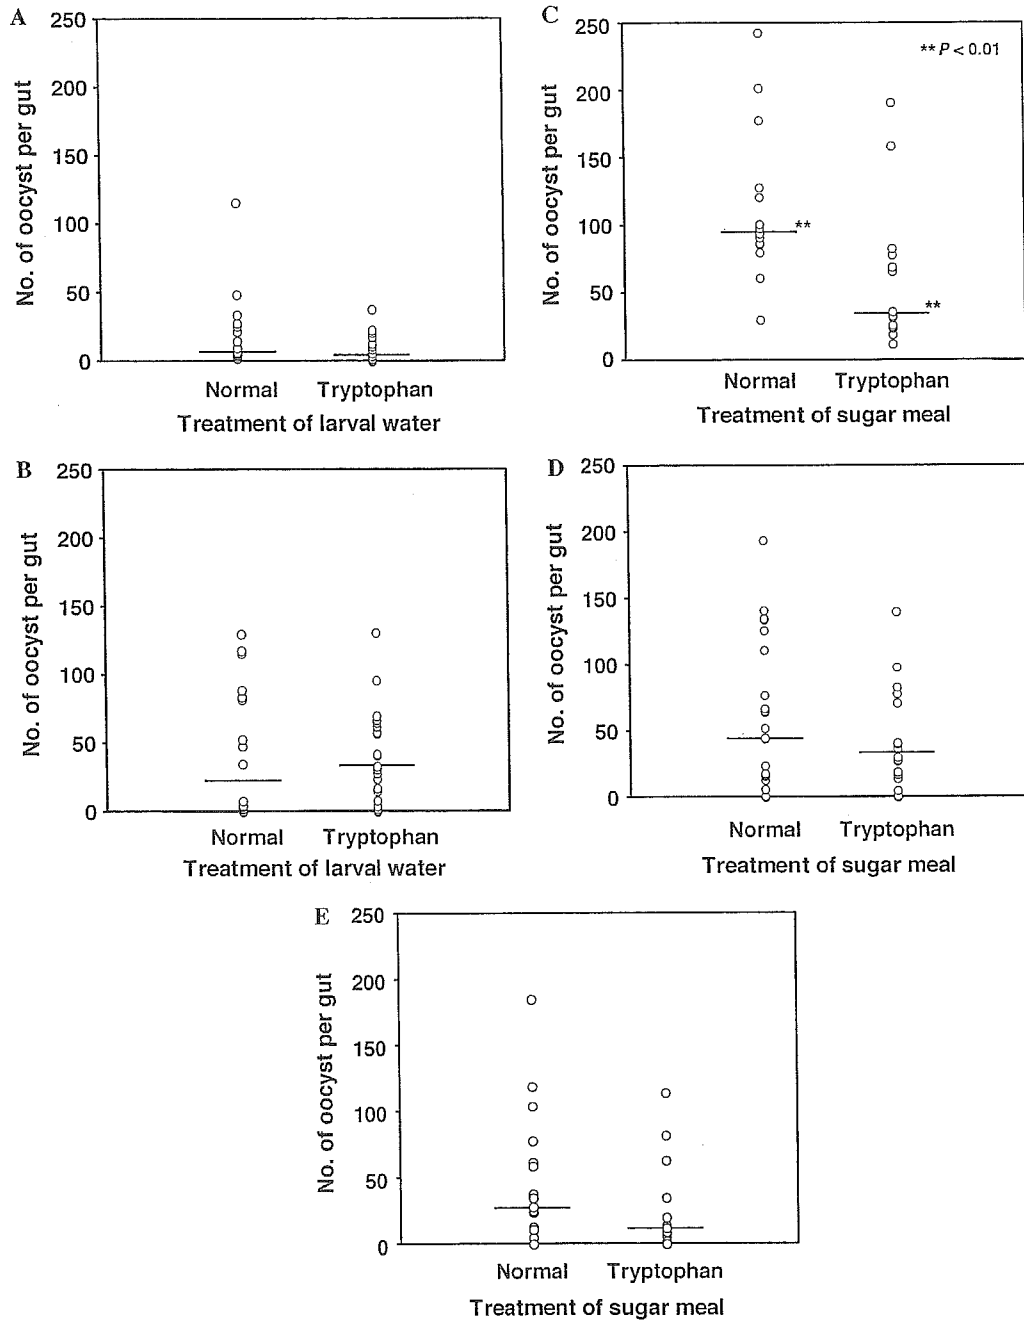 A
250
200
150
100
50
0
No. of oocyst per gut
Normal Tryptophan
Treatment of larval water
C
250
200
150
100
50
0
No. of oocyst per gut
** P < 0.01
**
**
Normal Tryptophan
Treatment of sugar meal
B
250
200
150
100
50
0
No. of oocyst per gut
Normal Tryptophan
Treatment of larval water
D
250
200
150
100
50
0
No. of oocyst per gut
Normal Tryptophan
Treatment of sugar meal
E
250
200
150
100
50
0
No. of oocyst per gut
Normal Tryptophan
Treatment of sugar meal